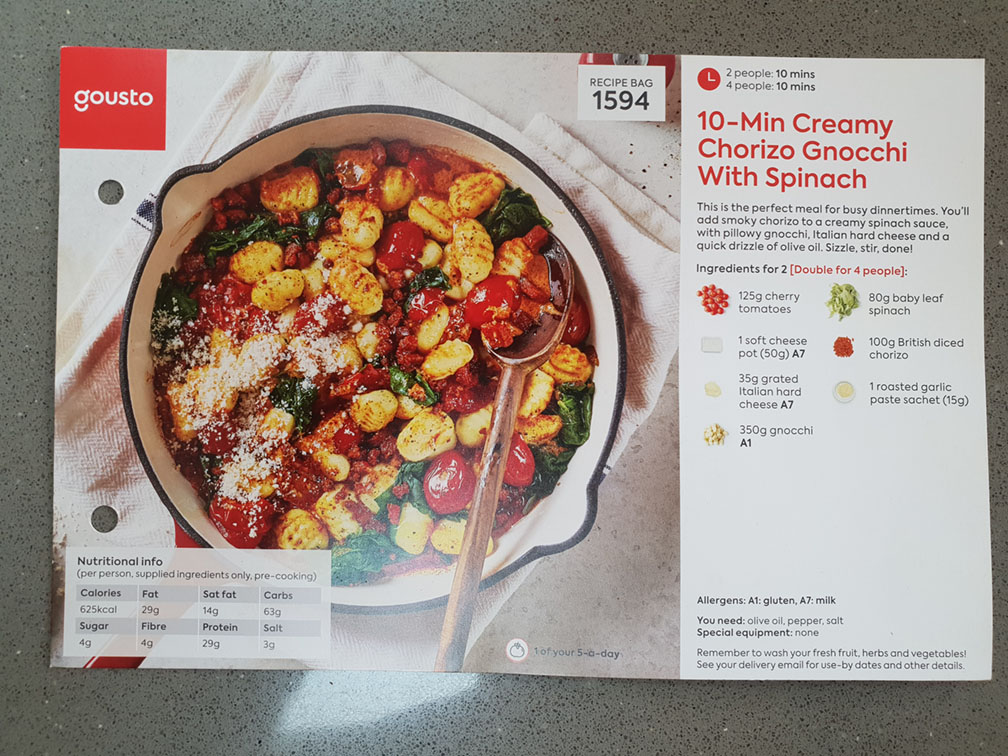 gousto
RECIPE BAG
1594
2 people: 10 mins
4 people: 10 mins
10-Min Creamy
Chorizo Gnocchi
With Spinach
This is the perfect meal for busy dinnertimes. You'll
add smoky chorizo to a creamy spinach sauce,
with pillowy gnocchi, Italian hard cheese and a
quick drizzle of olive oil. Sizzle, stir, done!
Ingredients for 2 [Double for 4 people]:
125g cherry
tomatoes
80g baby leaf
spinach
1 soft cheese
pot (50g) A7
100g British diced
chorizo
35g grated
Italian hard
cheese A7
1 roasted garlic
paste sachet (15g)
350g gnocchi
A1
Nutritional info
(per person, supplied ingredients only, pre-cooking)
Calories Fat Sat fat Carbs
625kcal 29g 14g 63g
Sugar Fibre Protein Salt
4g 4g 29g 3g
1 of your 5-a-day
Allergens: A1: gluten, A7: milk
You need: olive oil, pepper, salt
Special equipment: none
Remember to wash your fresh fruit, herbs and vegetables!
See your delivery email for use-by dates and other details.